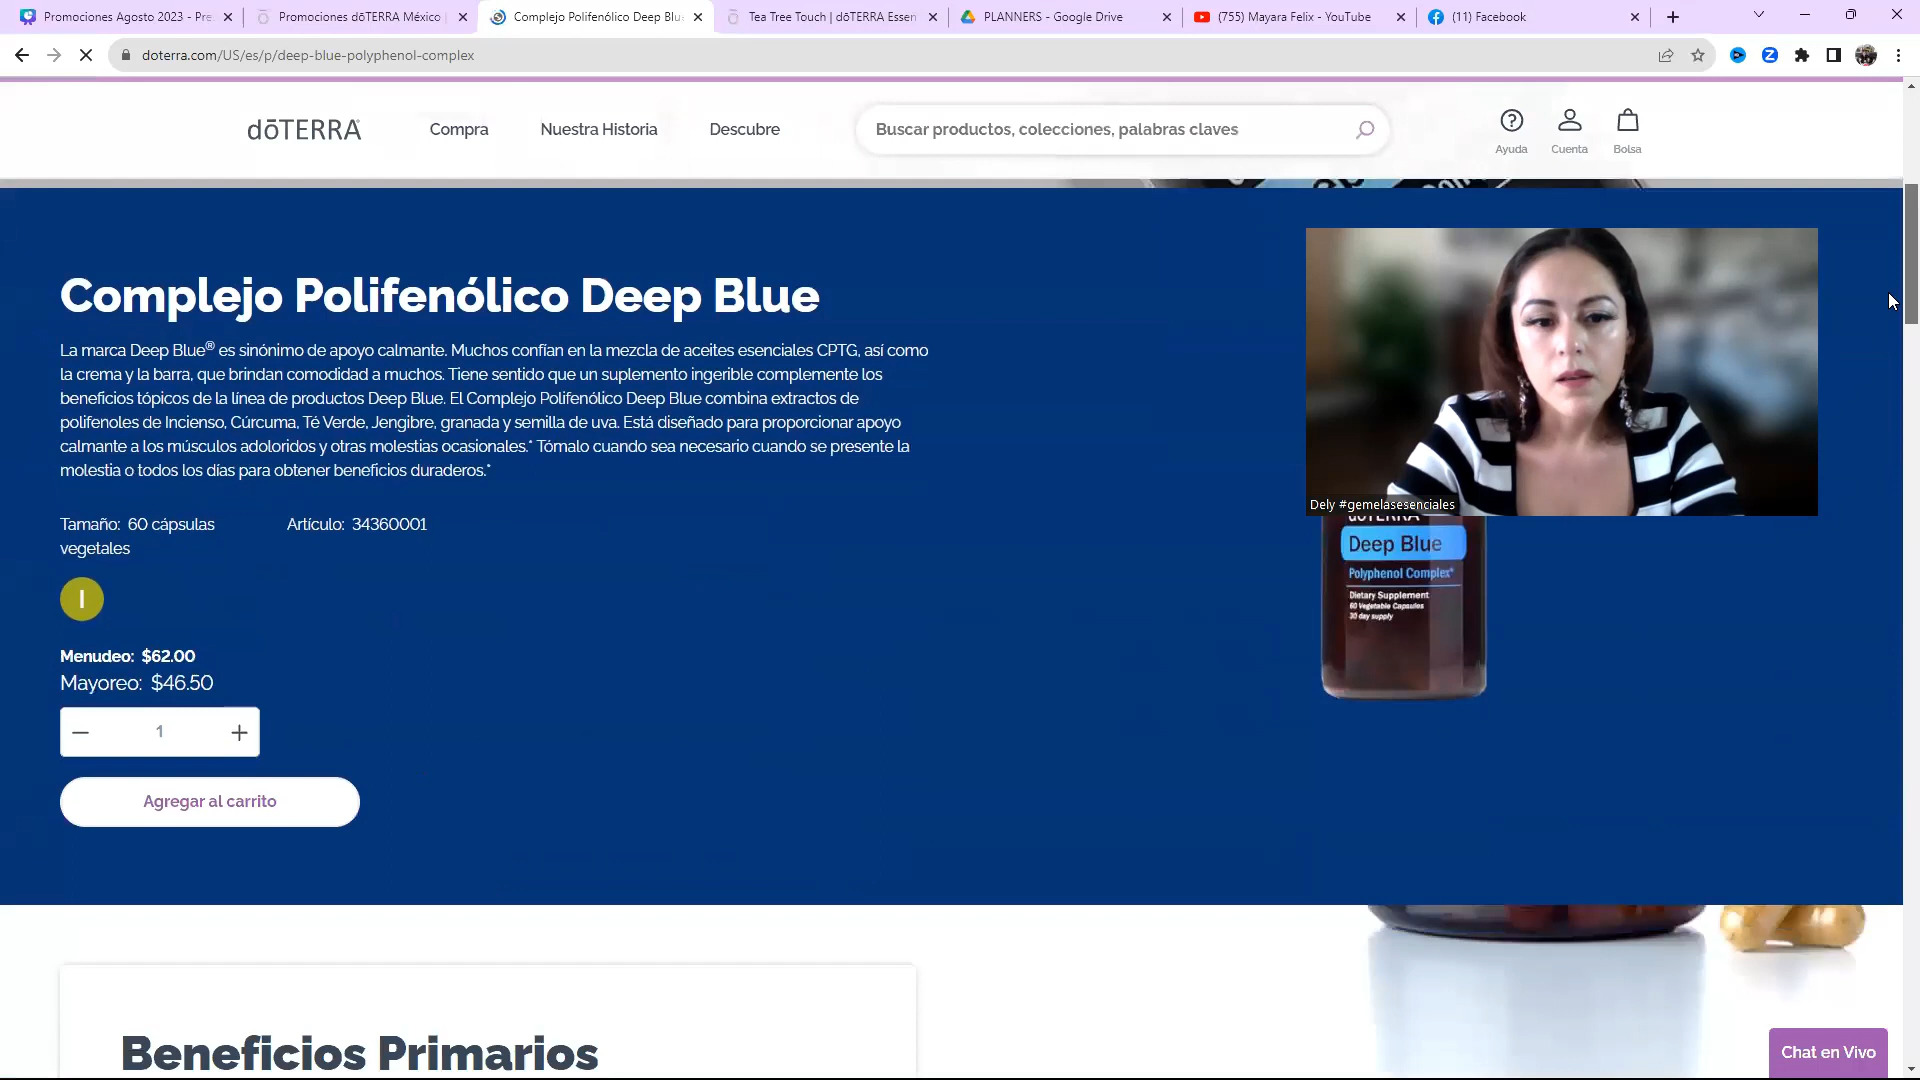 Promociones Agosto 2023 - Pre
Promociones dōTERRA México
Complejo Polifenólico Deep Blu
Tea Tree Touch | dōTERRA Essen
PLANNERS - Google Drive
(755) Mayara Felix - YouTube
(11) Facebook
doterra.com/US/es/p/deep-blue-polyphenol-complex
Z
dōTERRA
Compra
Nuestra Historia
Descubre
Buscar productos, colecciones, palabras claves
Ayuda
Cuenta
Bolsa
Complejo Polifenólico Deep Blue
La marca Deep Blue® es sinónimo de apoyo calmante. Muchos confían en la mezcla de aceites esenciales CPTG, así como
la crema y la barra, que brindan comodidad a muchos. Tiene sentido que un suplemento ingerible complemente los
beneficios tópicos de la línea de productos Deep Blue. El Complejo Polifenólico Deep Blue combina extractos de
polifenoles de Incienso, Cúrcuma, Té Verde, Jengibre, granada y semilla de uva. Está diseñado para proporcionar apoyo
calmante a los músculos adoloridos y otras molestias ocasionales.* Tómalo cuando sea necesario cuando se presente la
molestia o todos los días para obtener beneficios duraderos.*
Tamaño: 60 cápsulas
vegetales
Artículo: 34360001
I
Menudeo: $62.00
Mayoreo: $46.50
1
Agregar al carrito
Dely #gemelasesenciales
dōTERRA
Deep Blue
Polyphenol Complex*
Dietary Supplement
60 Vegetable Capsules
30 day supply
Beneficios Primarios
Chat en Vivo